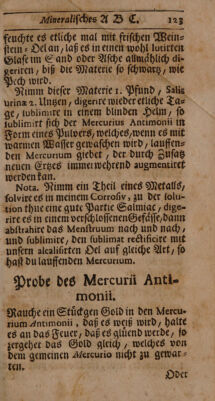 Mineralisches A B C. 123
feuchte es etliche mal mit frischen Wein-
stein-Oel an, laß es in einen wohl lutirten
Glase im Sand oder Asche allmählich di-
geriren, biß die Materie so schwartz, wie
Pech wird.
Nimm dieser Materie 1. Pfund, Salis
urinæ 2. Untzen, digerire wieder etliche Ta-
ge, sublimirt in einem blinden Helm, so
sublimirt sich der Mercurius Antimonii in
Form eines Pulvers, welches, wenn es mit
warmen Wasser gewaschen wird, lauffen-
den Mercurium giebet, der durch Zusatz
neuen Ertzes immerwehrend augmentiret
werden kan.
Nota. Nimm ein Theil eines Metalls,
solvire es in meinem Corrosiv, zu der solu-
tion thue eine gute Partie Salmiac, dige-
rire es in einem verschlossenen Gefässe, dann
abstrahirt das Menstruum nach und nach,
und sublimirt, den sublimat rectificire mit
unsern alcalisirten Oel auf gleiche Art, so
hast du lauffenden Mercurium.
Probe des Mercurii Anti-
monii.
Rauche ein Stückgen Gold in den Mercu-
rium Antimonii, daß es weiß wird, halte
es an das Feuer, daß es glüend werde, so
zergehet das Gold gleich, welches von
dem gemeinen Mercurio nicht zu gewar-
ten.
Oder